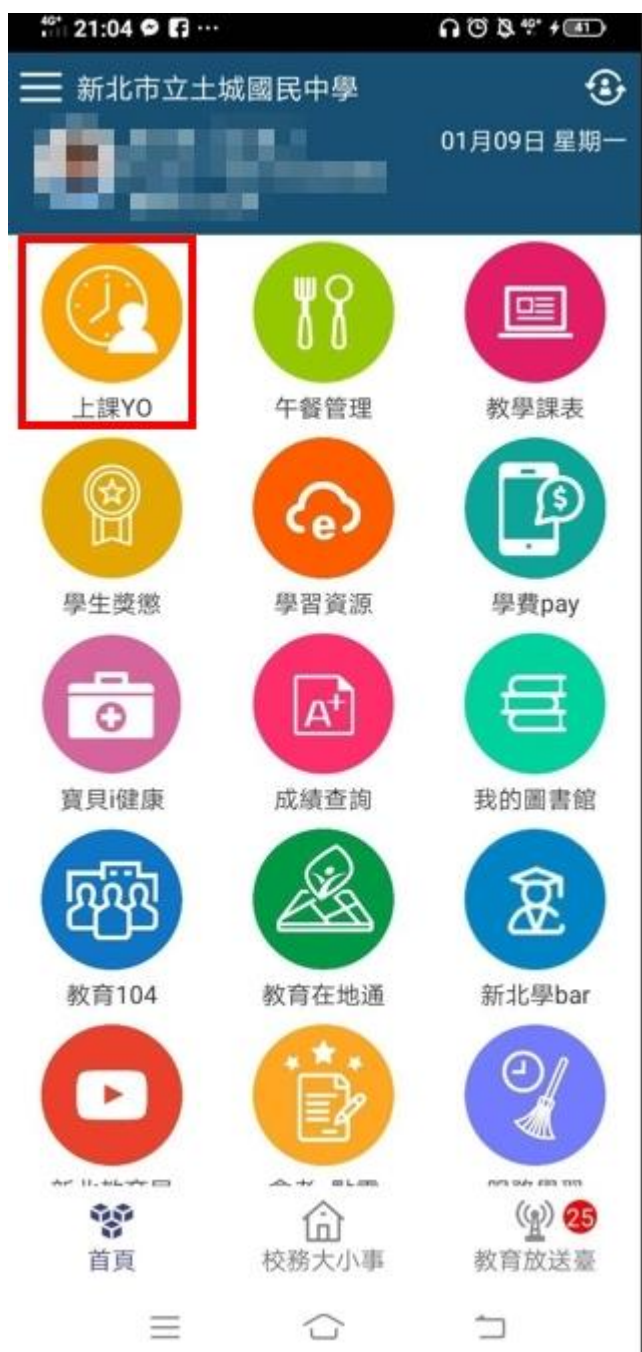 4G+ 21:04 ···
4G+ 41
新北市立土城國民中學
01月09日 星期一
上課YO
午餐管理
教學課表
學生獎懲
學習資源
學費pay
寶貝i健康
A+
成績查詢
我的圖書館
教育104
教育在地通
新北學bar
首頁
校務大小事
25
教育放送臺